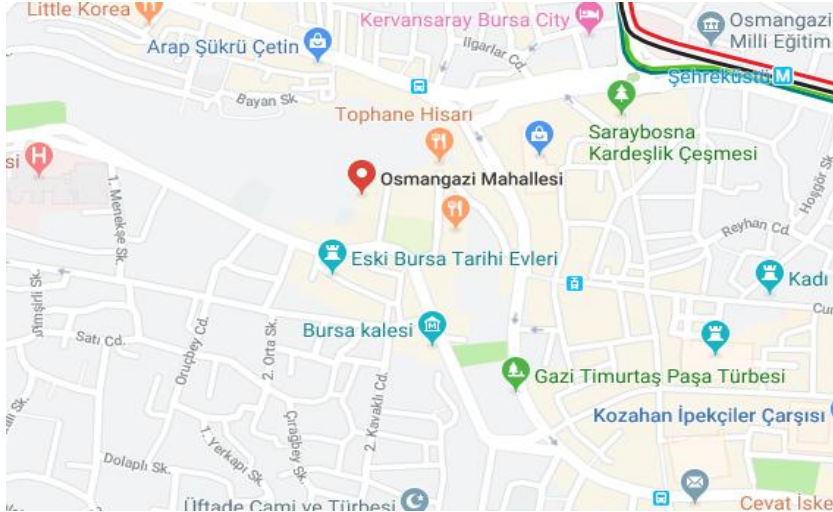 Little Korea
Kervansaray Bursa City
Osmangazi
Milli Eğitim
Arap Şükrü Çetin
Ilgarlar Cd.
Şehreküstü
M
Bayan Sk.
Tophane Hisarı
Saraybosna
Kardeşlik Çeşmesi
si
H
Osmangazi Mahallesi
1. Menekşe Sk.
Hoşgör Sk
Reyhan Cd.
Eski Bursa Tarihi Evleri
Kadı
Bursa kalesi
Satı Cd.
Oruçbey Cd.
2. Orta Sk.
Gazi Timurtaş Paşa Türbesi
2. Kavaklı Cd.
Kozahan İpekçiler Çarşısı
Çırağbey Sk.
1. Yerkapı Sk.
Dolaplı Sk.
Üftade Cami ve Türbesi
Cevat İske